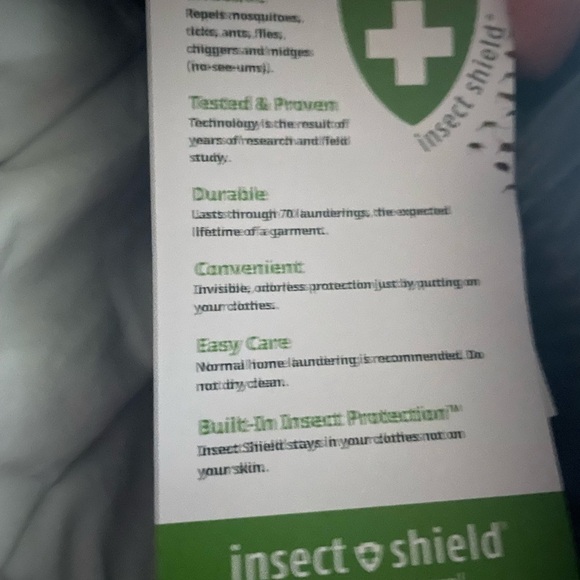 Repels mosquitoes,
ticks, ants, flies,
chiggers and midges
(no-see-ums).
insect shield®
Tested & Proven
Technology is the result of
years of research and field
study.
Durable
Lasts through 70 launderings, the expected
lifetime of a garment.
Convenient
Invisible, odorless protection just by putting on
your clothes.
Easy Care
Normal home laundering is recommended. Do
not dry clean.
Built-In Insect Protection™
Insect Shield stays in your clothes not on
your skin.
insect shield®